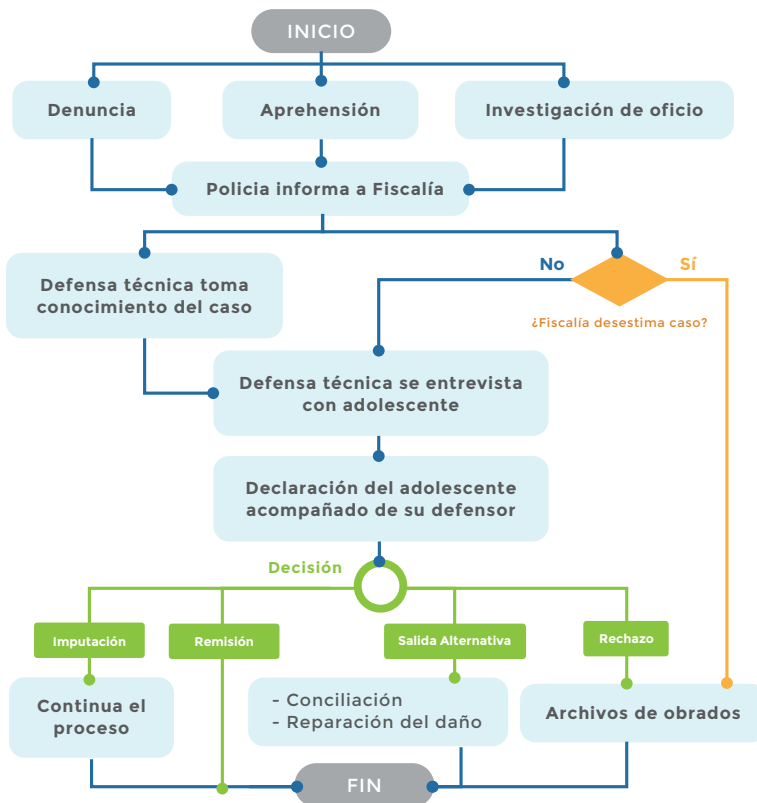 INICIO
Denuncia
Aprehensión
Investigación de oficio
Policia informa a Fiscalía
Defensa técnica toma
conocimiento del caso
No
Sí
¿Fiscalía desestima caso?
Defensa técnica se entrevista
con adolescente
Declaración del adolescente
acompañado de su defensor
Decisión
Imputación
Remisión
Salida Alternativa
Rechazo
Continua el
proceso
- Conciliación
- Reparación del daño
Archivos de obrados
FIN